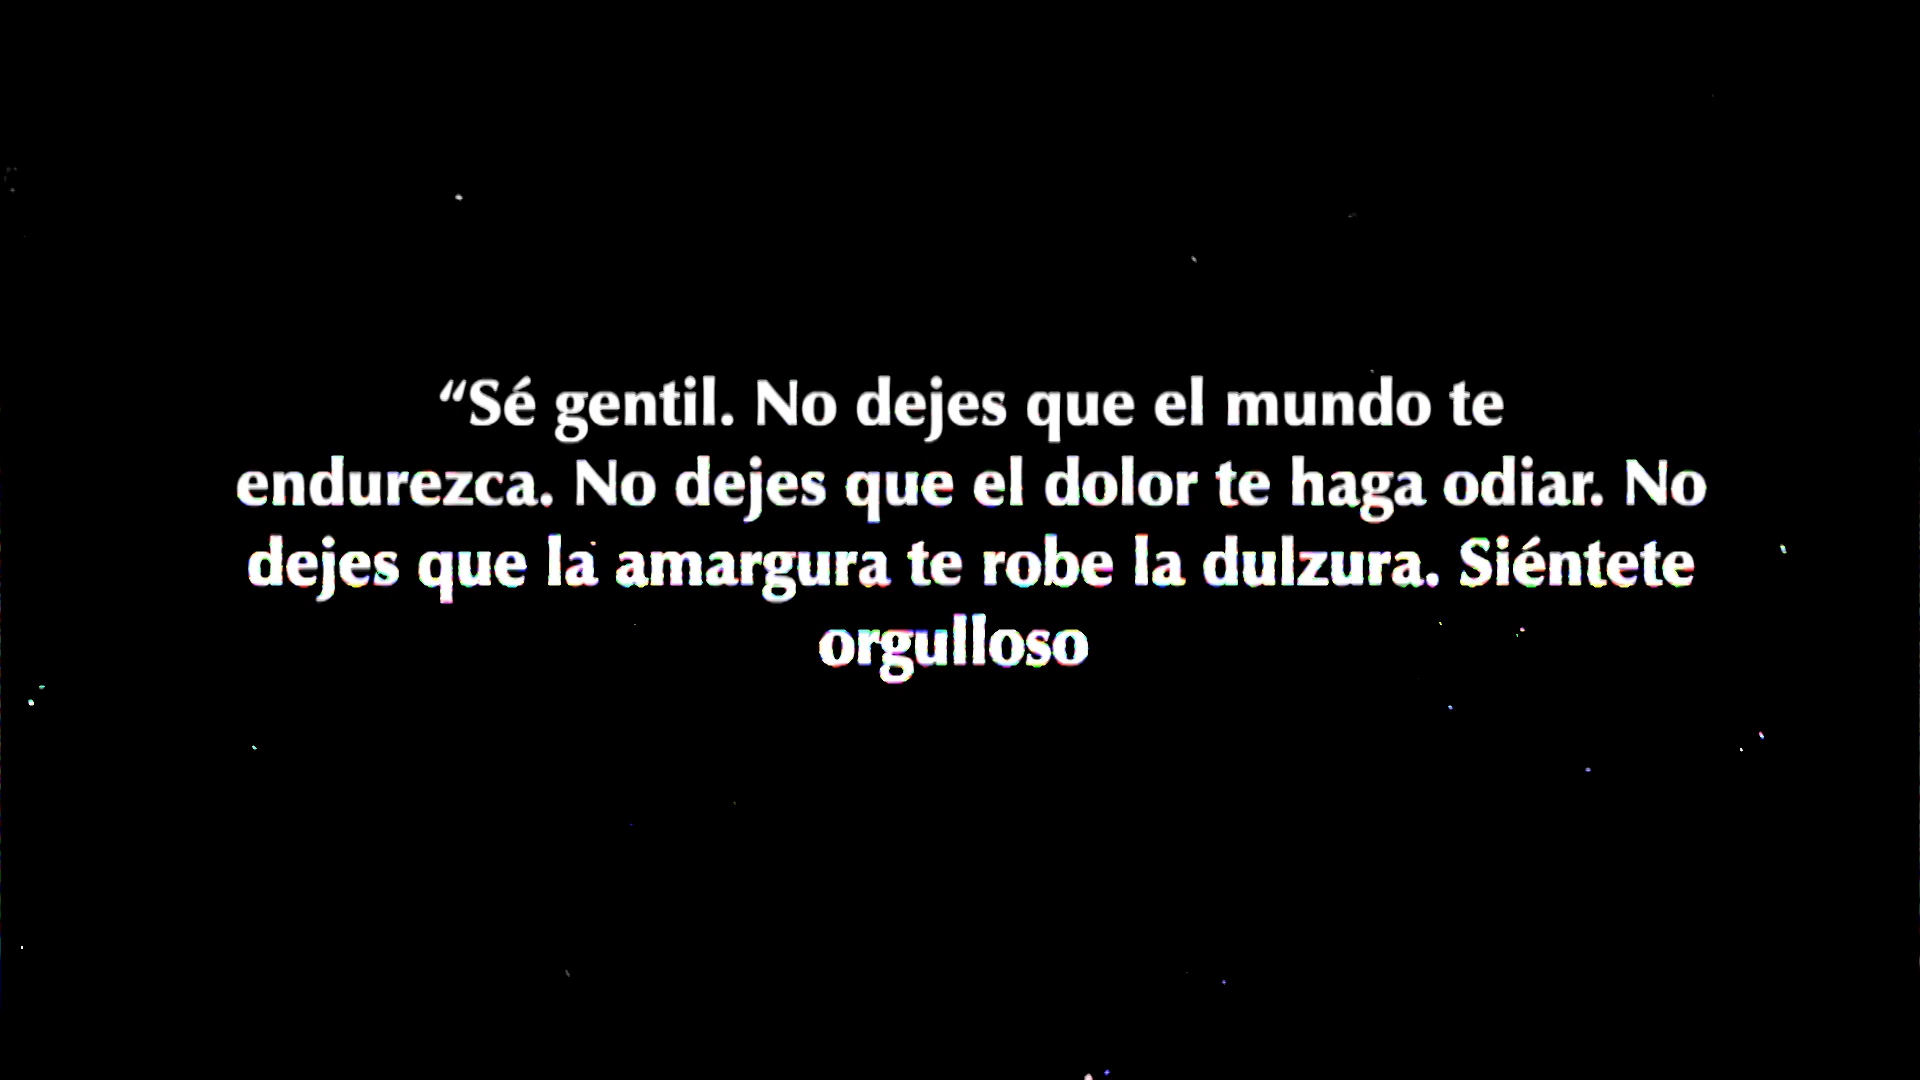 “Sé gentil. No dejes que el mundo te
endurezca. No dejes que el dolor te haga odiar. No
dejes que la amargura te robe la dulzura. Siéntete
orgulloso